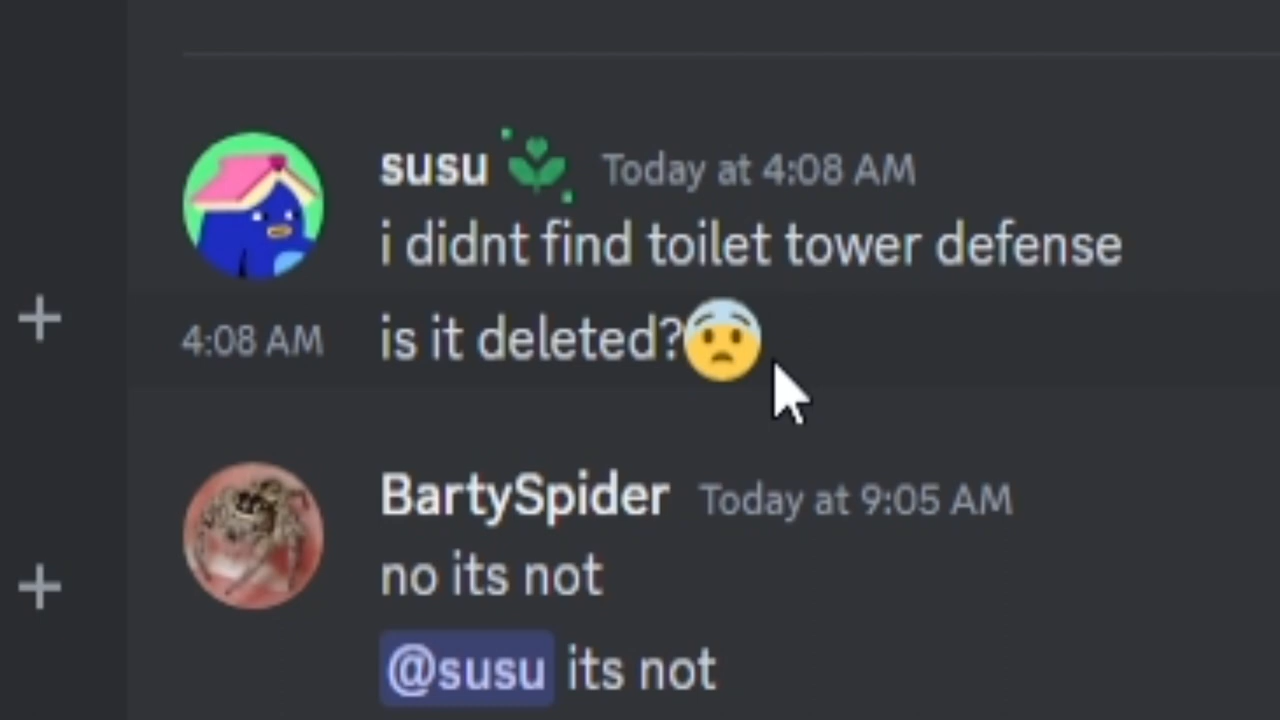 susu Today at 4:08 AM
i didnt find toilet tower defense
4:08 AM is it deleted?😨
BartySpider Today at 9:05 AM
no its not
@susu its not